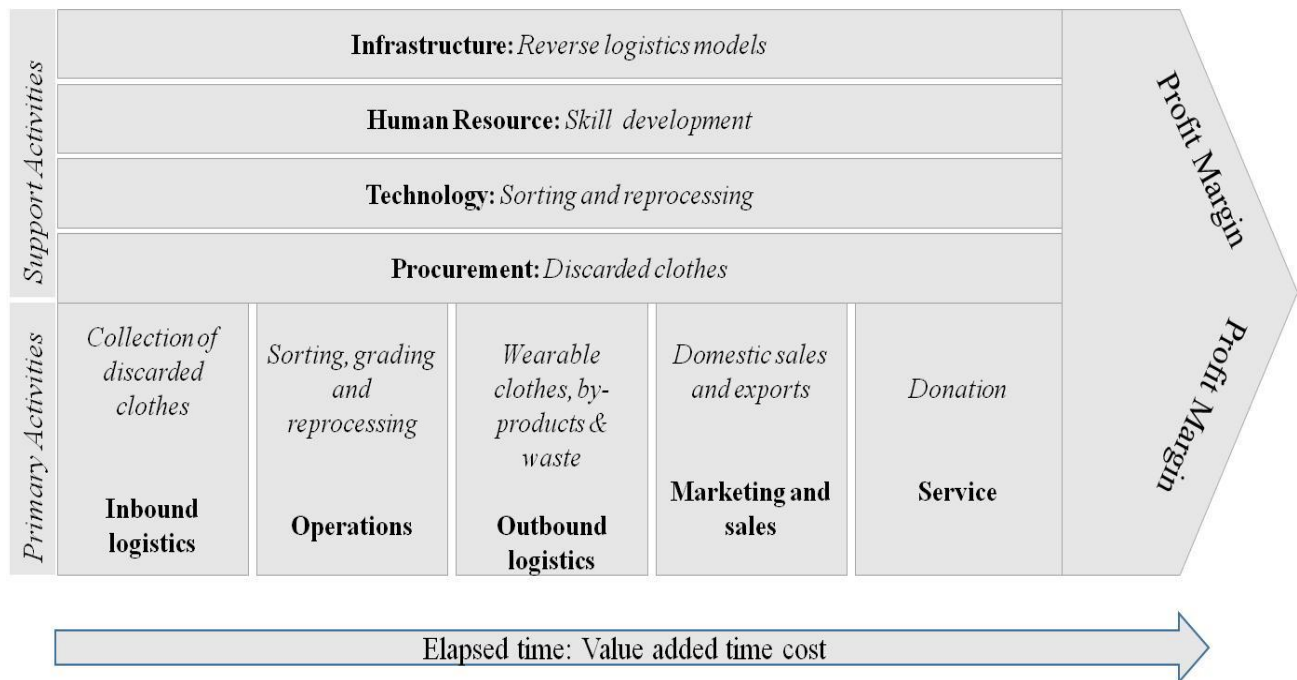 Support Activities
Infrastructure: Reverse logistics models
Human Resource: Skill development
Technology: Sorting and reprocessing
Procurement: Discarded clothes
Primary Activities
Collection of
discarded
clothes
Inbound
logistics
Sorting, grading
and
reprocessing
Operations
Wearable
clothes, by-
products &
waste
Outbound
logistics
Domestic sales
and exports
Marketing and
sales
Donation
Service
Profit Margin
Profit Margin
Elapsed time: Value added time cost